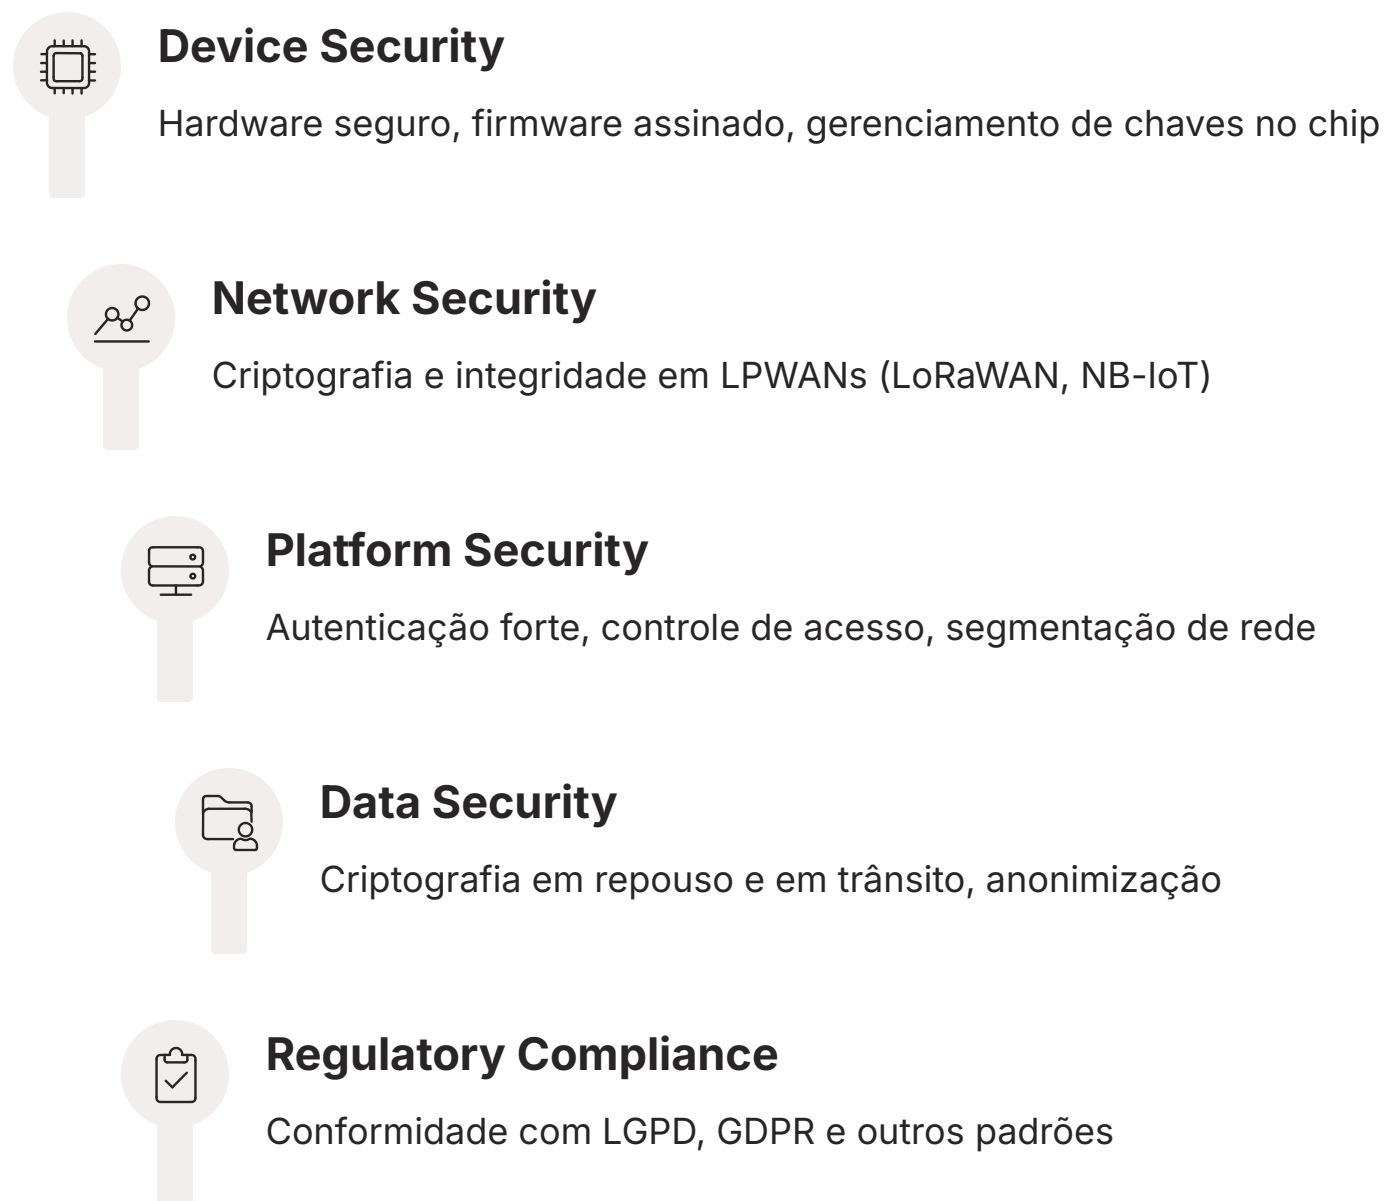 Device Security
Hardware seguro, firmware assinado, gerenciamento de chaves no chip
Network Security
Criptografia e integridade em LPWANs (LoRaWAN, NB-IoT)
Platform Security
Autenticação forte, controle de acesso, segmentação de rede
Data Security
Criptografia em repouso e em trânsito, anonimização
Regulatory Compliance
Conformidade com LGPD, GDPR e outros padrões